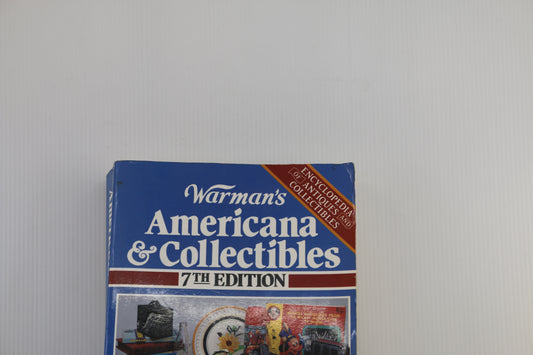 Warman's
Americana
& Collectibles
7TH EDITION
ENCYCLOPEDIA
OF ANTIQUES AND
COLLECTIBLES